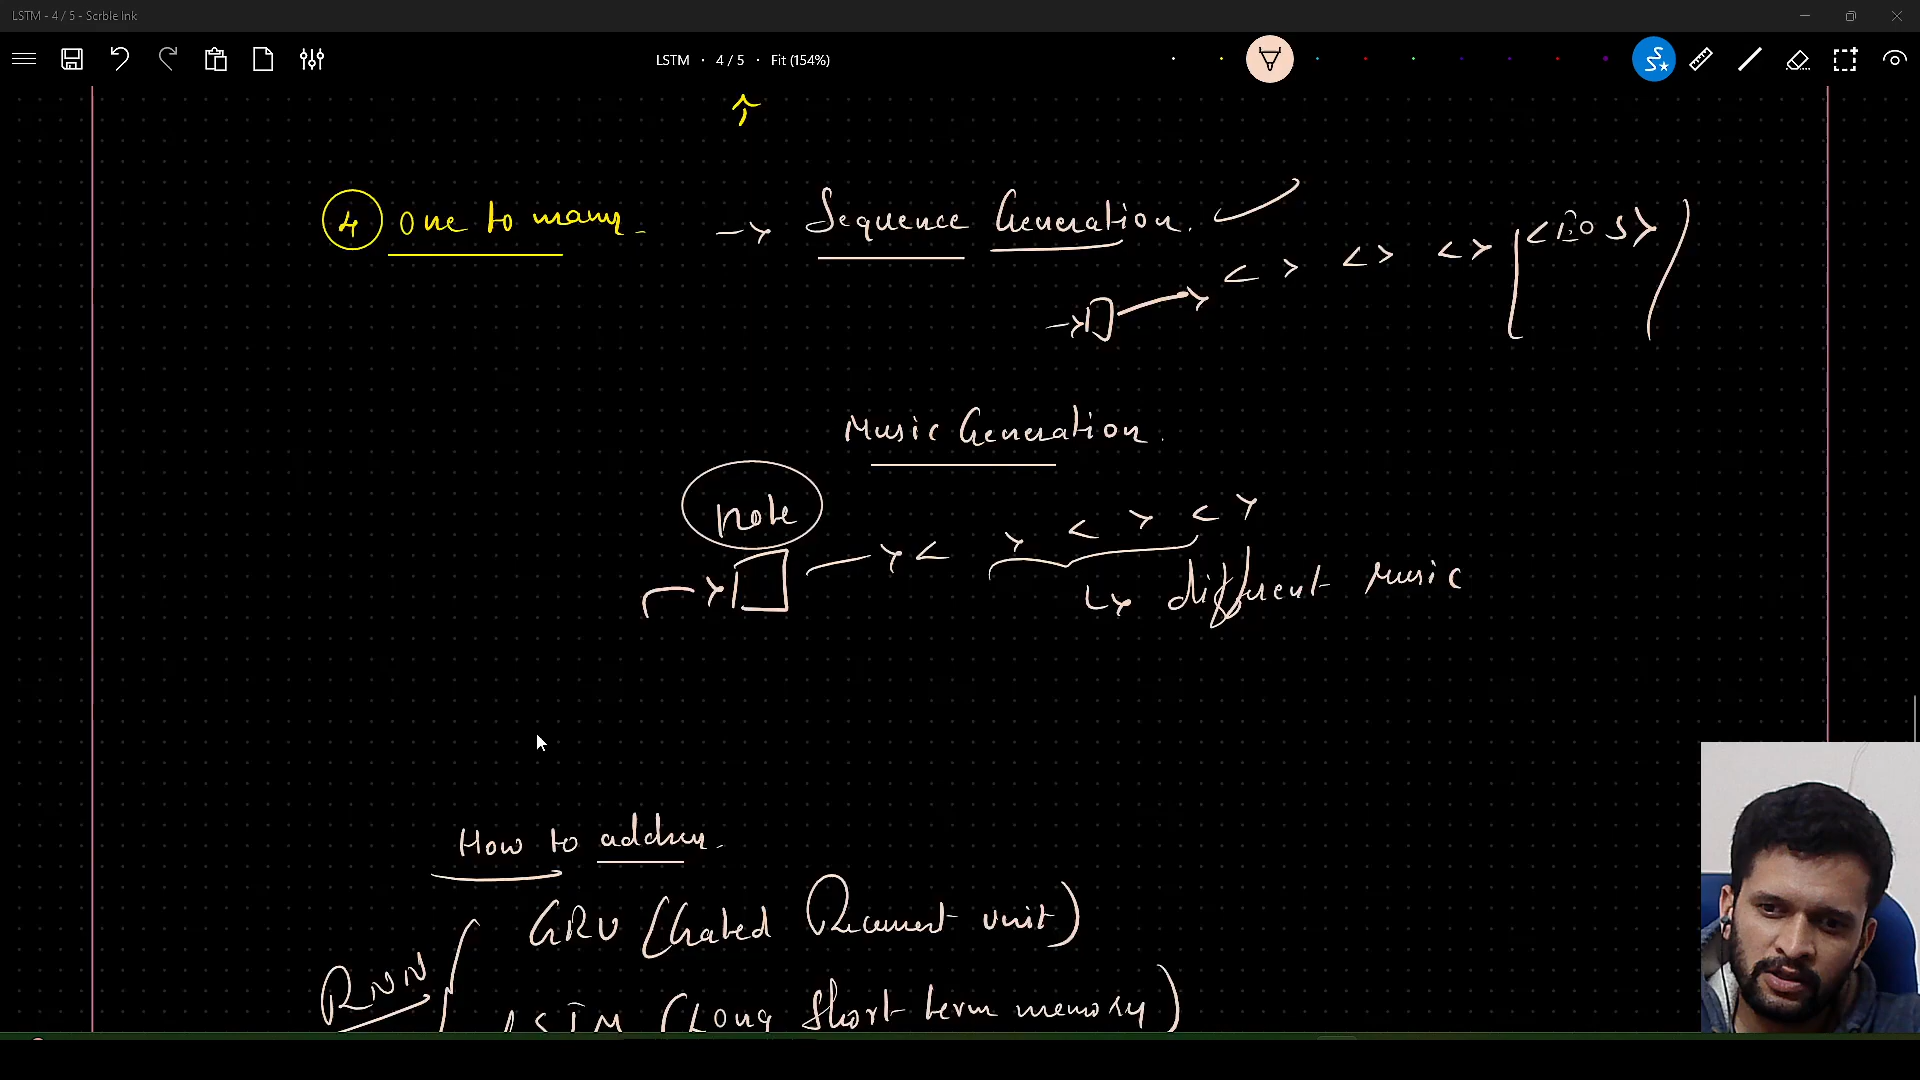 LSTM - 4 / 5 - Scrble Ink
LSTM · 4 / 5 · Fit (154%)
4 One to many. → Sequence Generation.
< > < > < > <EOS>
Music Generation.
note
< > < > < >
different music
How to address.
GRU (Gated Recurrent unit)
RNN
LSTM (Long Short term memory)